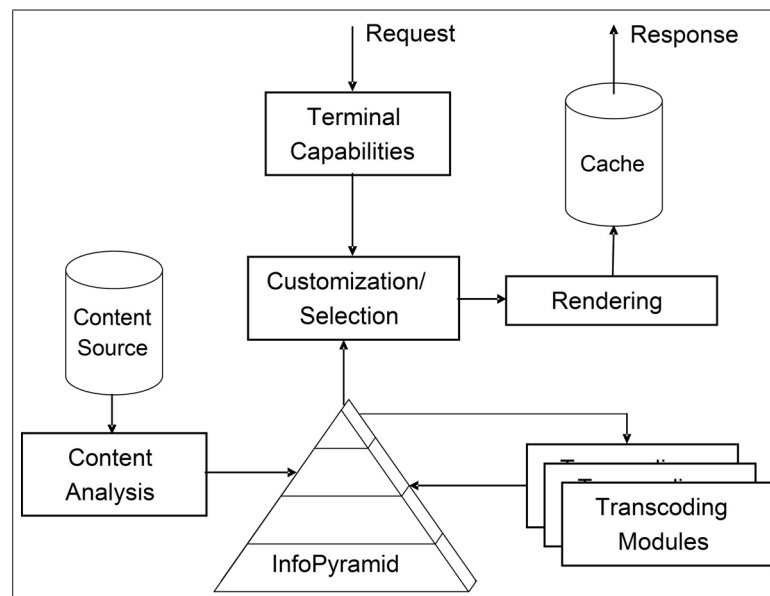 Request
Response
Terminal
Capabilities
Cache
Customization/
Selection
Rendering
Content
Source
Content
Analysis
InfoPyramid
Transcoding
Modules